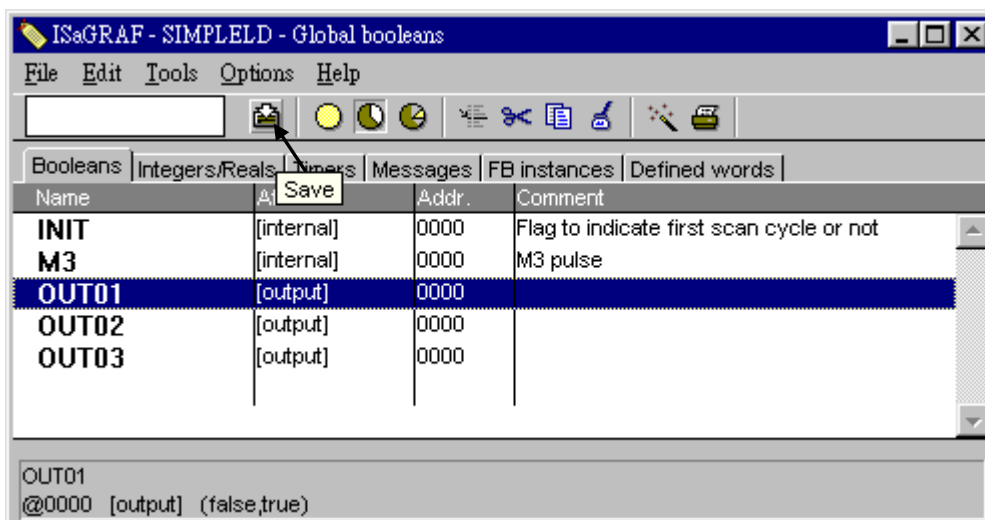 ISaGRAF - SIMPLELD - Global booleans
File Edit Tools Options Help
Booleans Integers/Reals Timers Messages FB instances Defined words
Save
Name Addr. Comment
INIT [internal] 0000 Flag to indicate first scan cycle or not
M3 [internal] 0000 M3 pulse
OUT01 [output] 0000
OUT02 [output] 0000
OUT03 [output] 0000
OUT01
@0000 [output] (false,true)